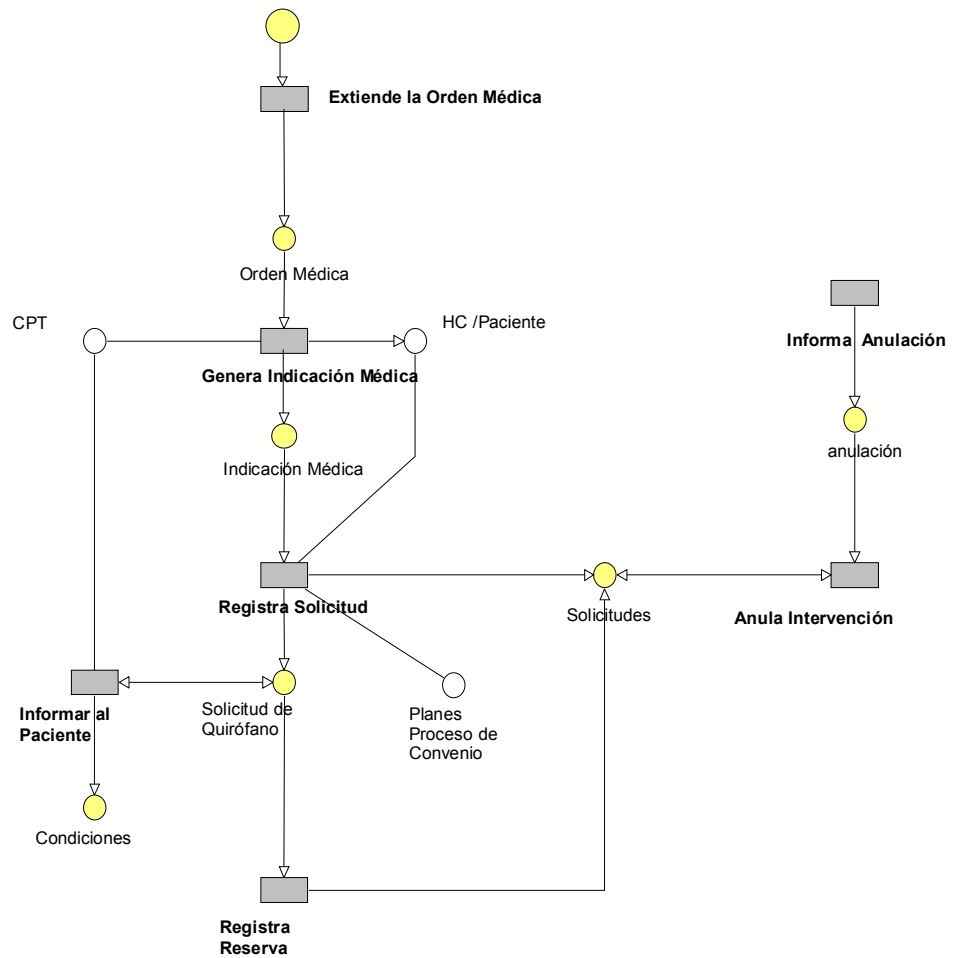 Extiende la Orden Médica
Orden Médica
CPT
HC /Paciente
Informa Anulación
Genera Indicación Médica
anulación
Indicación Médica
Registra Solicitud
Solicitudes
Anula Intervención
Informar al
Paciente
Solicitud de
Quirófano
Planes
Proceso de
Convenio
Condiciones
Registra
Reserva